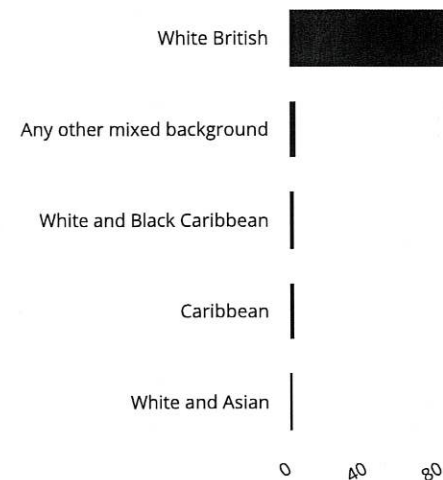 White British
Any other mixed background
White and Black Caribbean
Caribbean
White and Asian
0 40 80